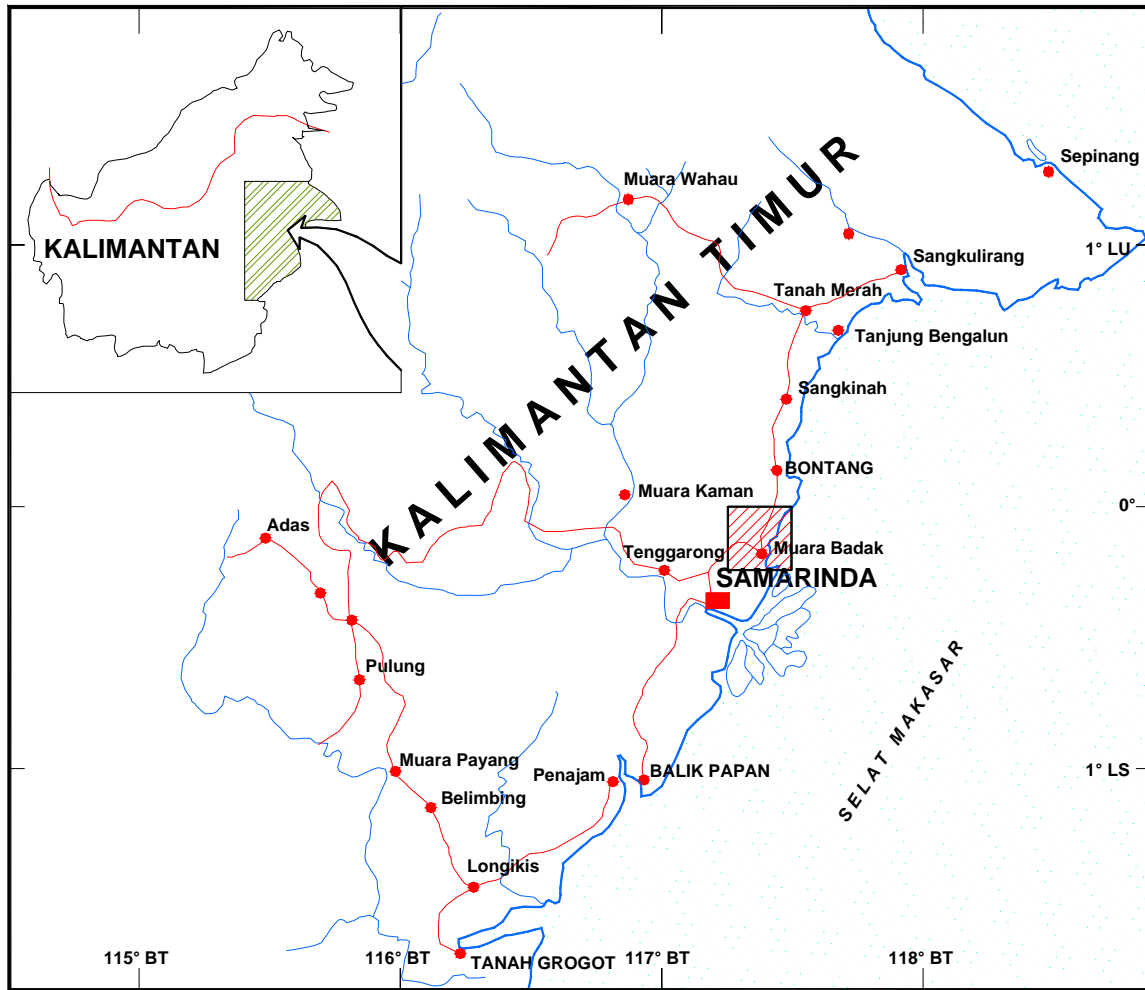 Sepinang
Muara Wahau
KALIMANTAN
1° LU
Sangkulirang
KALIMANTAN TIMUR
Tanah Merah
Tanjung Bengalun
Sangkinah
BONTANG
Muara Kaman
0°
Adas
Tenggarong
Muara Badak
SAMARINDA
Pulung
SELAT MAKASAR
Muara Payang
Penajam
BALIK PAPAN
1° LS
Belimbing
Longikis
115° BT
116° BT
TANAH GROGOT
117° BT
118° BT